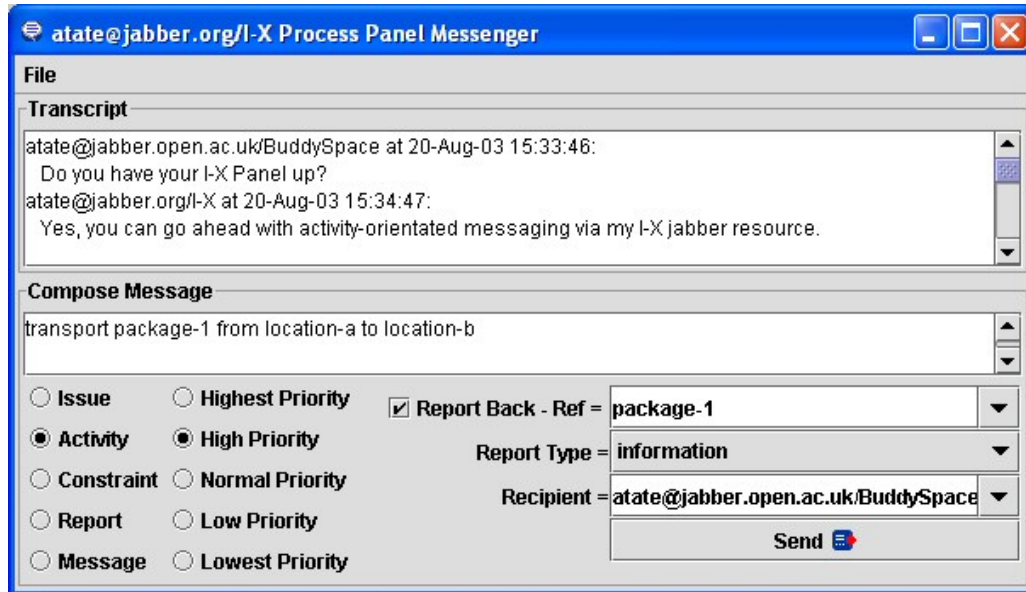 atate@jabber.org/I-X Process Panel Messenger
File
Transcript
atate@jabber.open.ac.uk/BuddySpace at 20-Aug-03 15:33:46:
Do you have your I-X Panel up?
atate@jabber.org/I-X at 20-Aug-03 15:34:47:
Yes, you can go ahead with activity-orientated messaging via my I-X jabber resource.
Compose Message
transport package-1 from location-a to location-b
Issue Highest Priority Report Back - Ref = package-1
Activity High Priority Report Type = information
Constraint Normal Priority Recipient = atate@jabber.open.ac.uk/BuddySpace
Report Low Priority Send
Message Lowest Priority